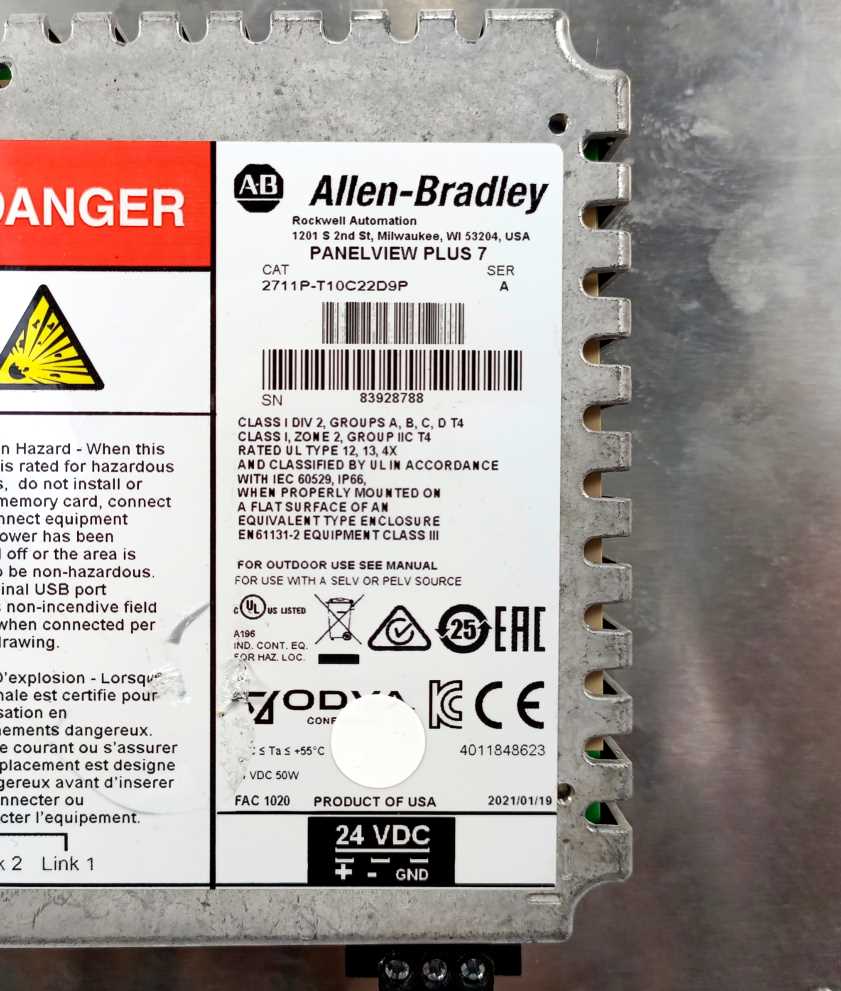 DANGER
n Hazard - When this
is rated for hazardous
s, do not install or
memory card, connect
nnect equipment
ower has been
l off or the area is
o be non-hazardous.
inal USB port
s non-incendive field
when connected per
drawing.
D'explosion - Lorsqu
nale est certifie pour
sation en
nements dangereux.
e courant ou s'assurer
placement est designe
gereux avant d'inserer
onnecter ou
cter l'equipement.
k 2 Link 1
AB Allen-Bradley
Rockwell Automation
1201 S 2nd St, Milwaukee, WI 53204, USA
PANELVIEW PLUS 7
CAT SER
2711P-T10C22D9P A
SN 83928788
CLASS I DIV 2, GROUPS A, B, C, D T4
CLASS I, ZONE 2, GROUP IIC T4
RATED UL TYPE 12, 13, 4X
AND CLASSIFIED BY UL IN ACCORDANCE
WITH IEC 60529, IP66,
WHEN PROPERLY MOUNTED ON
A FLAT SURFACE OF AN
EQUIVALENT TYPE ENCLOSURE
EN61131-2 EQUIPMENT CLASS III
FOR OUTDOOR USE SEE MANUAL
FOR USE WITH A SELV OR PELV SOURCE
c UL US LISTED 25 EAC
A196
IND. CONT. EQ.
FOR HAZ. LOC.
ODVA CE
CONF
C ≤ Ta ≤ +55°C 4011848623
VDC 50W
FAC 1020 PRODUCT OF USA 2021/01/19
24 VDC
+ - GND